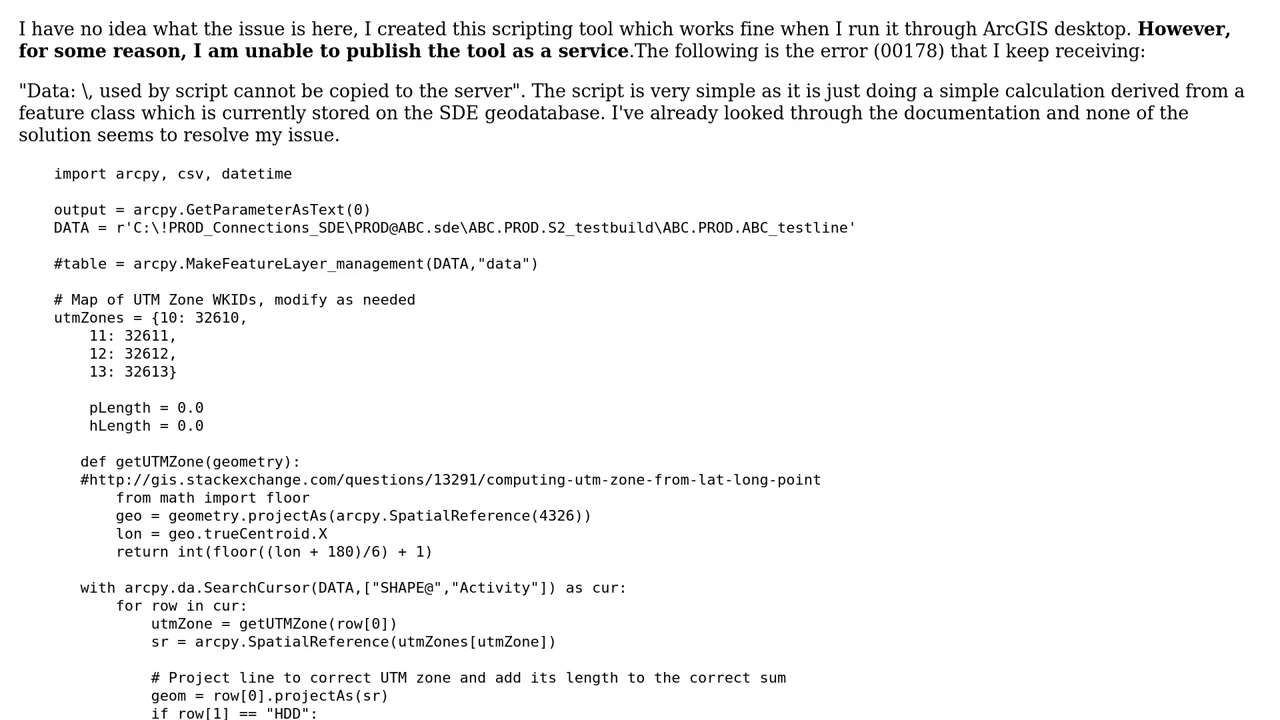 I have no idea what the issue is here, I created this scripting tool which works fine when I run it through ArcGIS desktop. However,
for some reason, I am unable to publish the tool as a service.The following is the error (00178) that I keep receiving:
"Data: \, used by script cannot be copied to the server". The script is very simple as it is just doing a simple calculation derived from a
feature class which is currently stored on the SDE geodatabase. I've already looked through the documentation and none of the
solution seems to resolve my issue.
import arcpy, csv, datetime
output = arcpy.GetParameterAsText(0)
DATA = r'C:\!PROD_Connections_SDE\PROD@ABC.sde\ABC.PROD.S2_testbuild\ABC.PROD.ABC_testline'
#table = arcpy.MakeFeatureLayer_management(DATA,"data")
# Map of UTM Zone WKIDs, modify as needed
utmZones = {10: 32610,
11: 32611,
12: 32612,
13: 32613}
pLength = 0.0
hLength = 0.0
def getUTMZone(geometry):
#http://gis.stackexchange.com/questions/13291/computing-utm-zone-from-lat-long-point
from math import floor
geo = geometry.projectAs(arcpy.SpatialReference(4326))
lon = geo.trueCentroid.X
return int(floor((lon + 180)/6) + 1)
with arcpy.da.SearchCursor(DATA,["SHAPE@","Activity"]) as cur:
for row in cur:
utmZone = getUTMZone(row[0])
sr = arcpy.SpatialReference(utmZones[utmZone])
# Project line to correct UTM zone and add its length to the correct sum
geom = row[0].projectAs(sr)
if row[1] == "HDD":